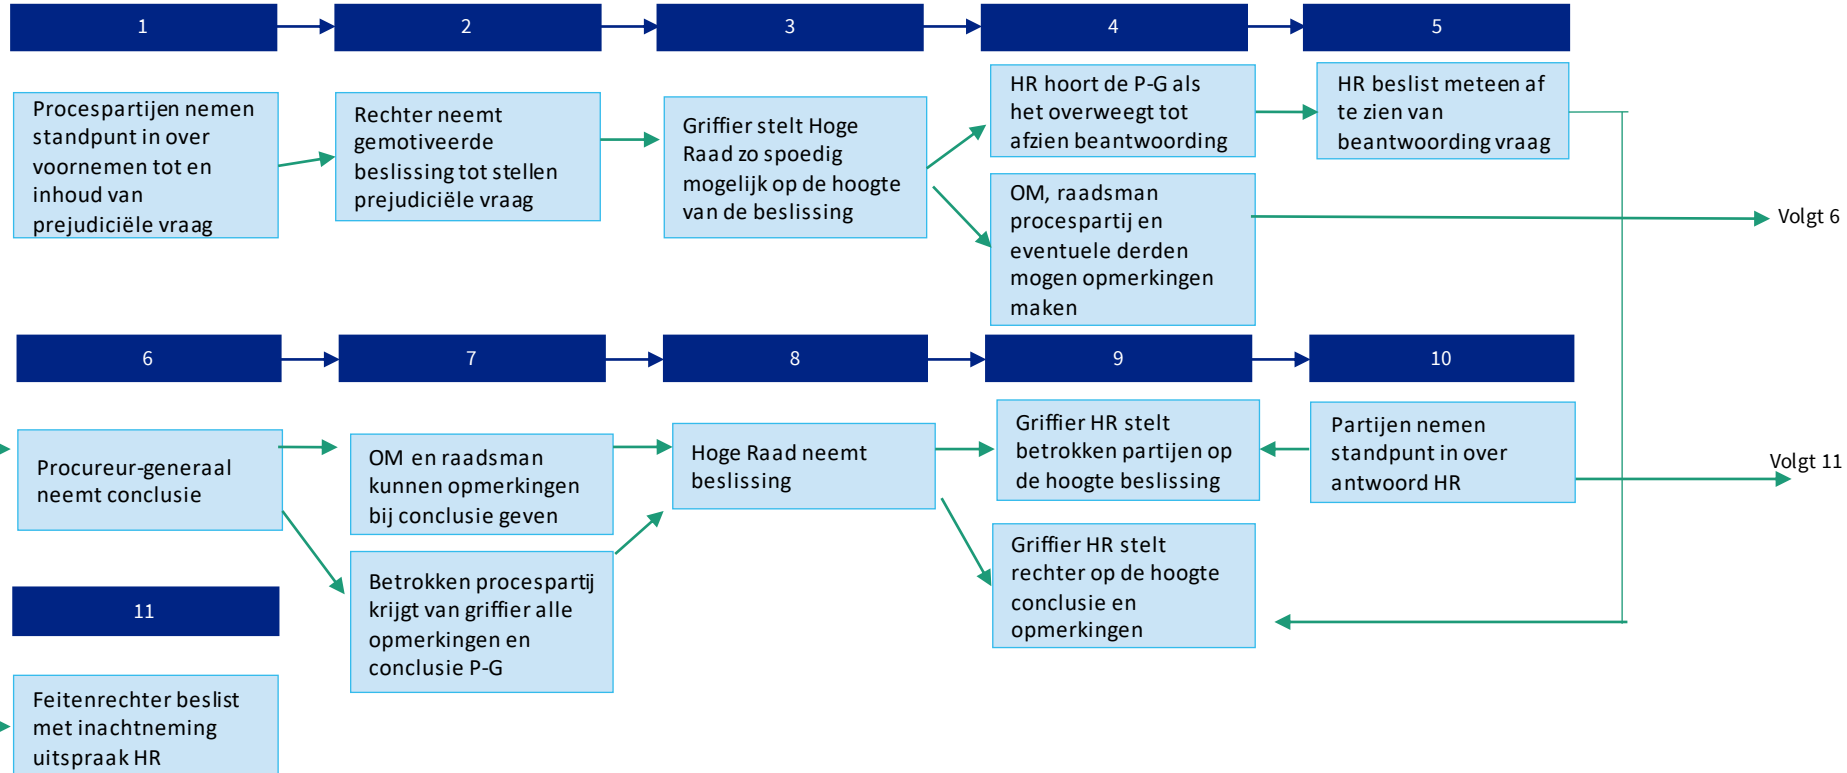 1
2
3
4
5
Procespartijen nemen
standpunt in over
voornemen tot en
inhoud van
prejudiciële vraag
Rechter neemt
gemotiveerde
beslissing tot stellen
prejudiciële vraag
Griffier stelt Hoge
Raad zo spoedig
mogelijk op de hoogte
van de beslissing
HR hoort de P-G als
het overweegt tot
afzien beantwoording
OM, raadsman
procespartij en
eventuele derden
mogen opmerkingen
maken
HR beslist meteen af
te zien van
beantwoording vraag
Volgt 6
6
7
8
9
10
Procureur-generaal
neemt conclusie
OM en raadsman
kunnen opmerkingen
bij conclusie geven
Betrokken procespartij
krijgt van griffier alle
opmerkingen en
conclusie P-G
Hoge Raad neemt
beslissing
Griffier HR stelt
betrokken partijen op
de hoogte beslissing
Griffier HR stelt
rechter op de hoogte
conclusie en
opmerkingen
Partijen nemen
standpunt in over
antwoord HR
Volgt 11
11
Feitenrechter beslist
met inachtneming
uitspraak HR